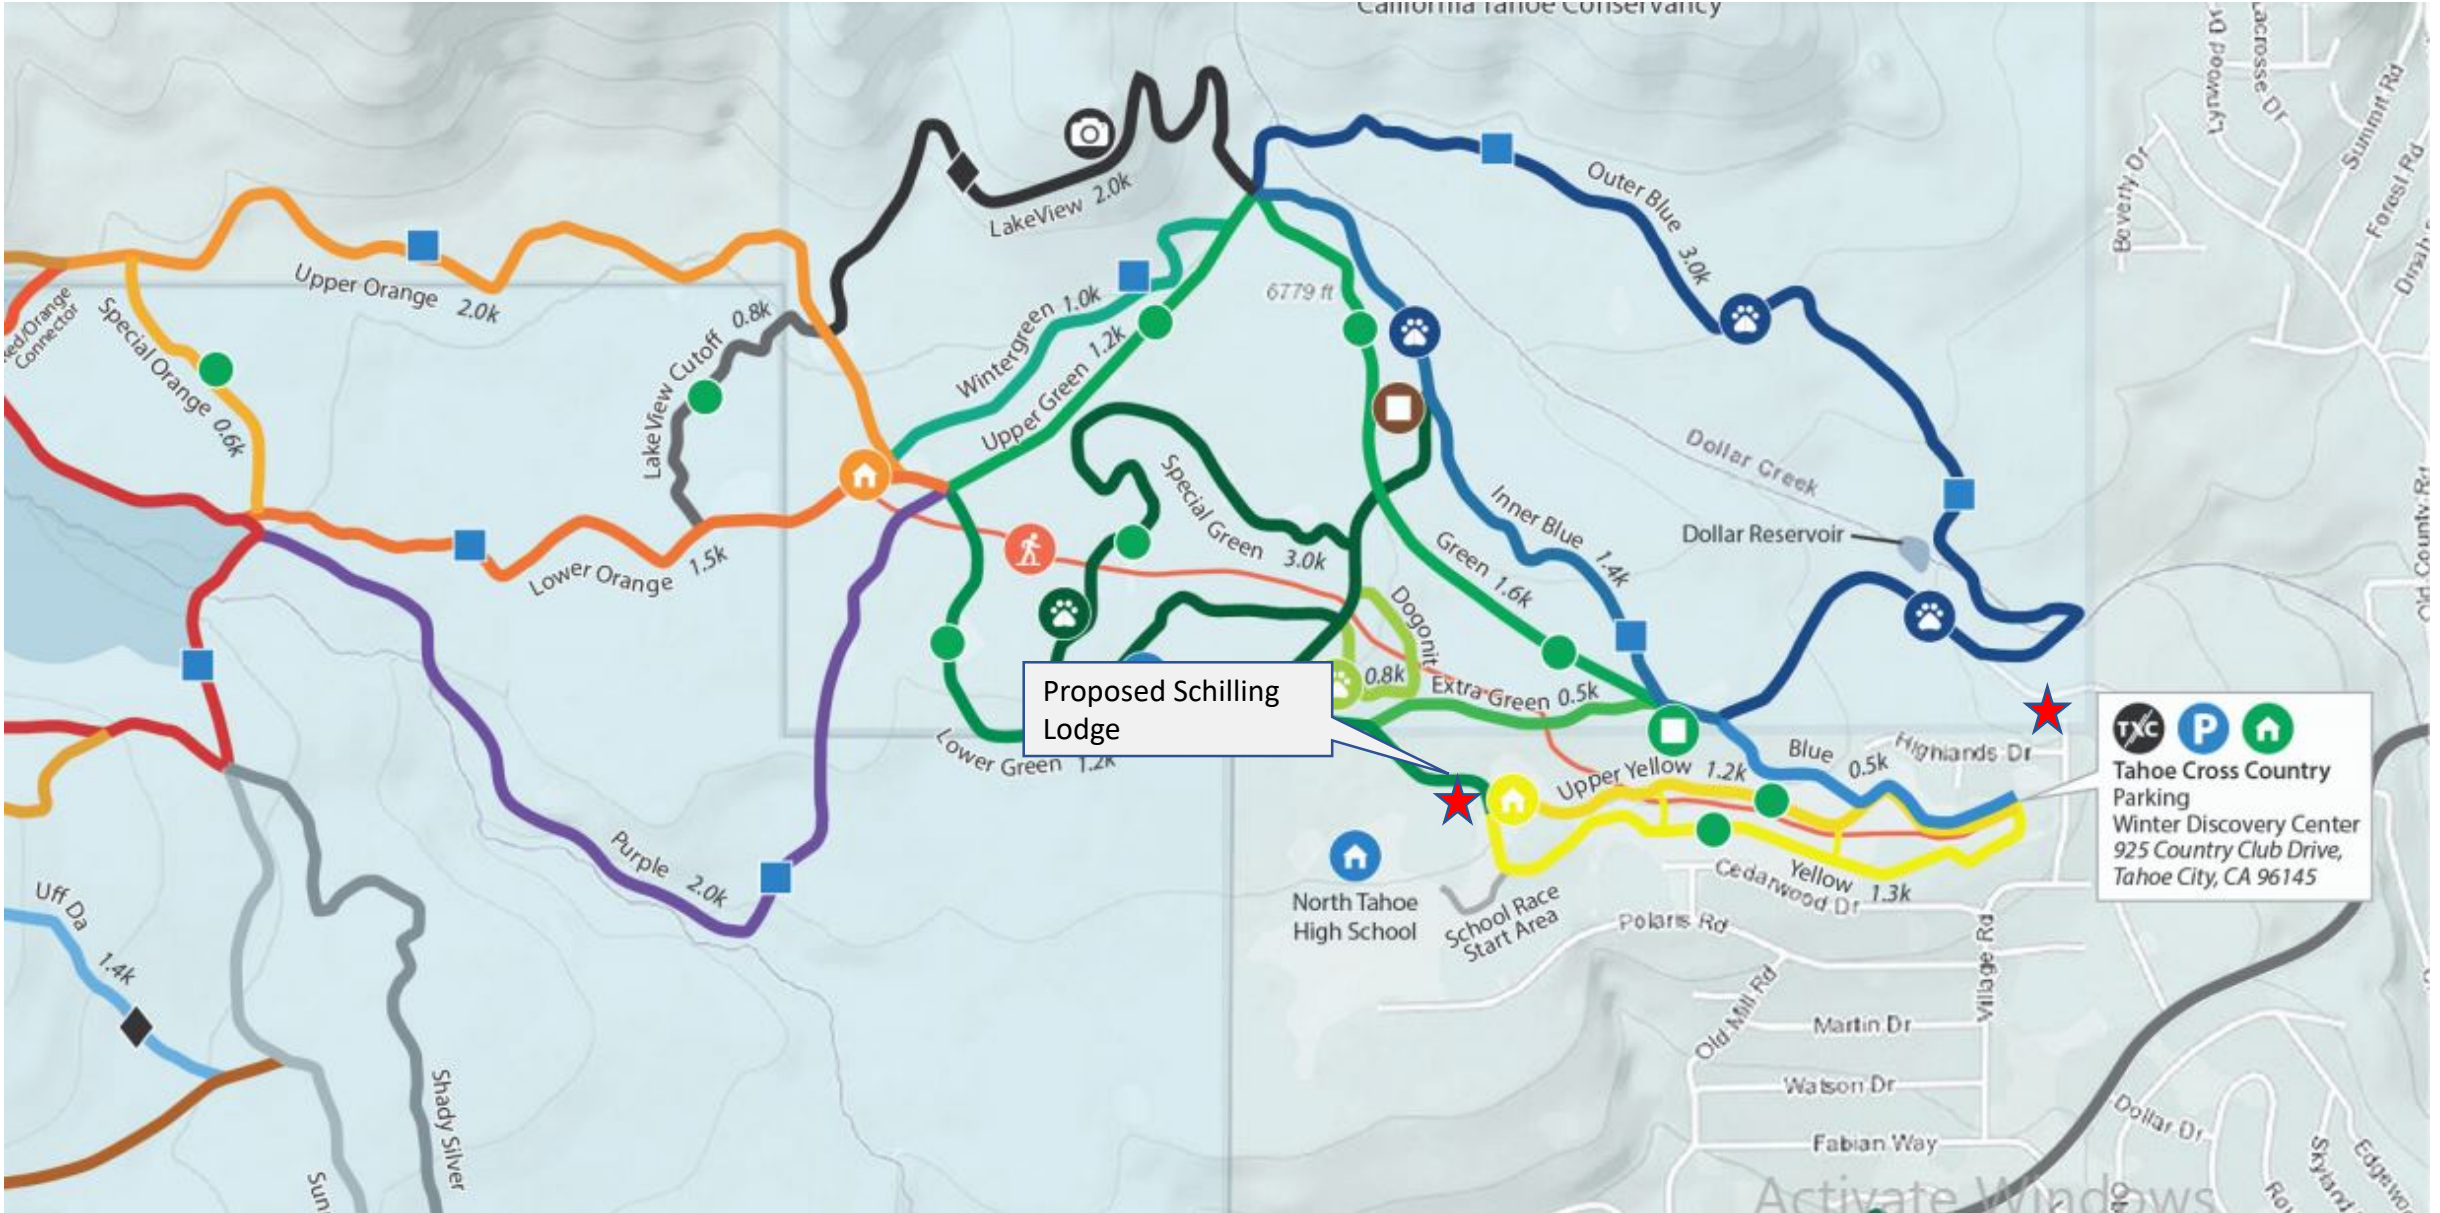 California Tahoe Conservancy
Lynwood Dr
Lacrosse Dr
Summit Rd
Forest Rd
Beverly Dr
Old County Rd
LakeView 2.0k
Outer Blue 3.0k
Upper Orange 2.0k
Red/Orange
Connector
Special Orange 0.6k
LakeView Cutoff 0.8k
Wintergreen 1.0k
Upper Green 1.2k
6779 ft
Special Green 3.0k
Inner Blue 1.4k
Green 1.6k
Dollar Creek
Dollar Reservoir
Lower Orange 1.5k
Dogonit
0.8k
Extra Green 0.5k
Proposed Schilling
Lodge
Lower Green 1.2k
Upper Yellow 1.2k
Blue 0.5k
Highlands Dr
TXC
P
Tahoe Cross Country
Parking
Winter Discovery Center
925 Country Club Drive,
Tahoe City, CA 96145
Purple 2.0k
Yellow 1.3k
Cedarwood Dr
North Tahoe
High School
School Race
Start Area
Polaris Rd
Old Mill Rd
Village Rd
Martin Dr
Watson Dr
Fabian Way
Dollar Dr
Uff Da
1.4k
Shady Silver
Activate Windows